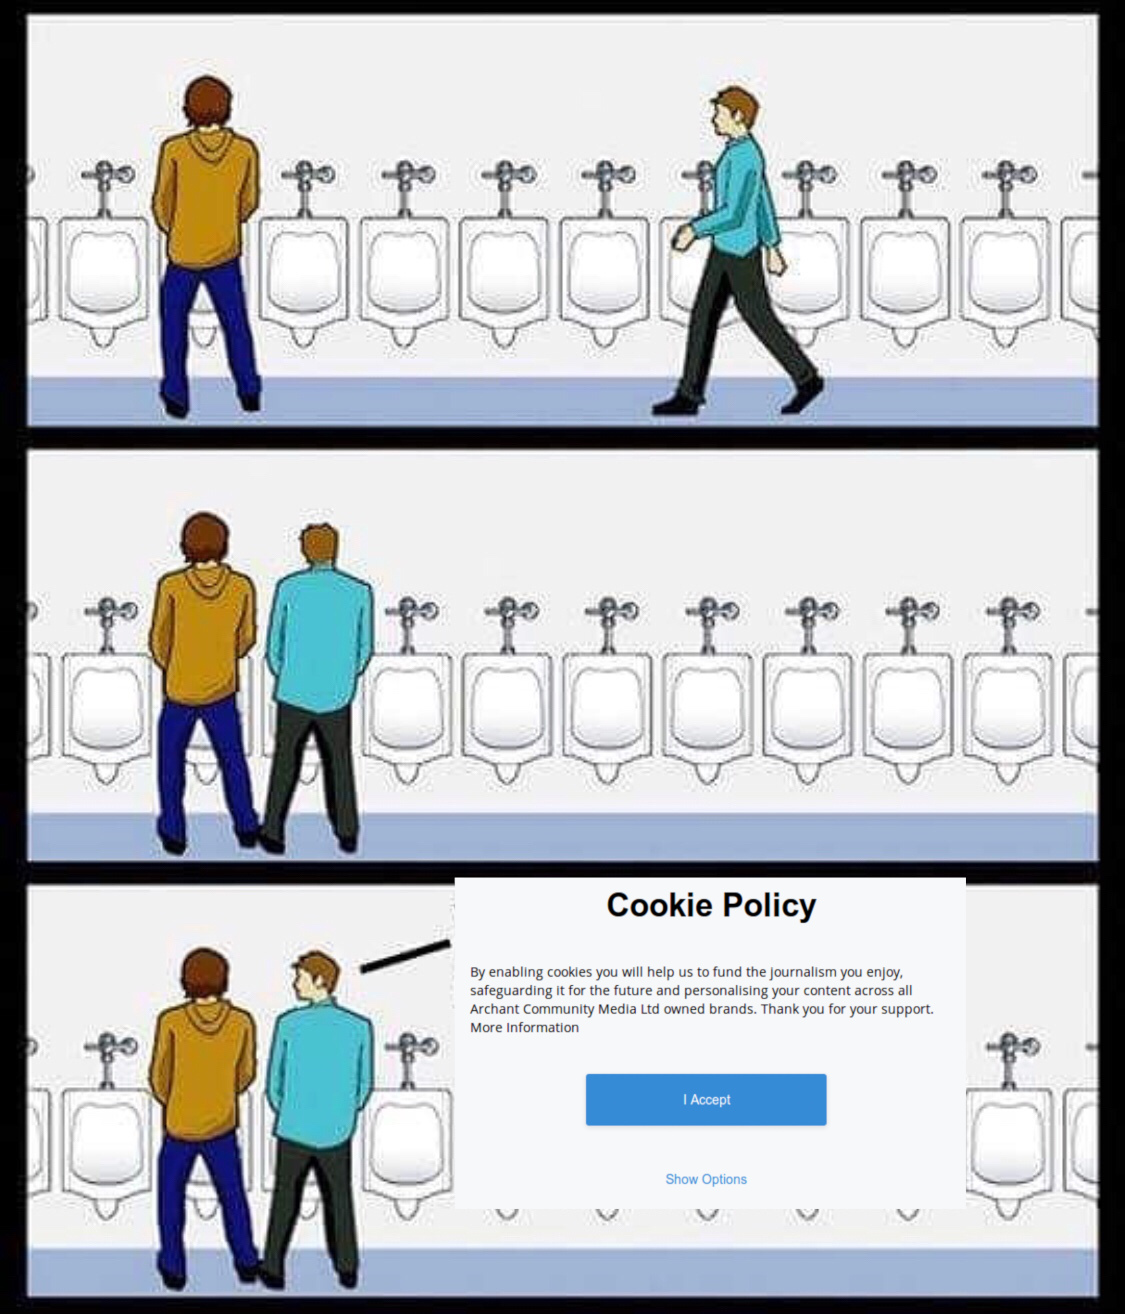 Cookie Policy
By enabling cookies you will help us to fund the journalism you enjoy,
safeguarding it for the future and personalising your content across all
Archant Community Media Ltd owned brands. Thank you for your support.
More Information
I Accept
Show Options